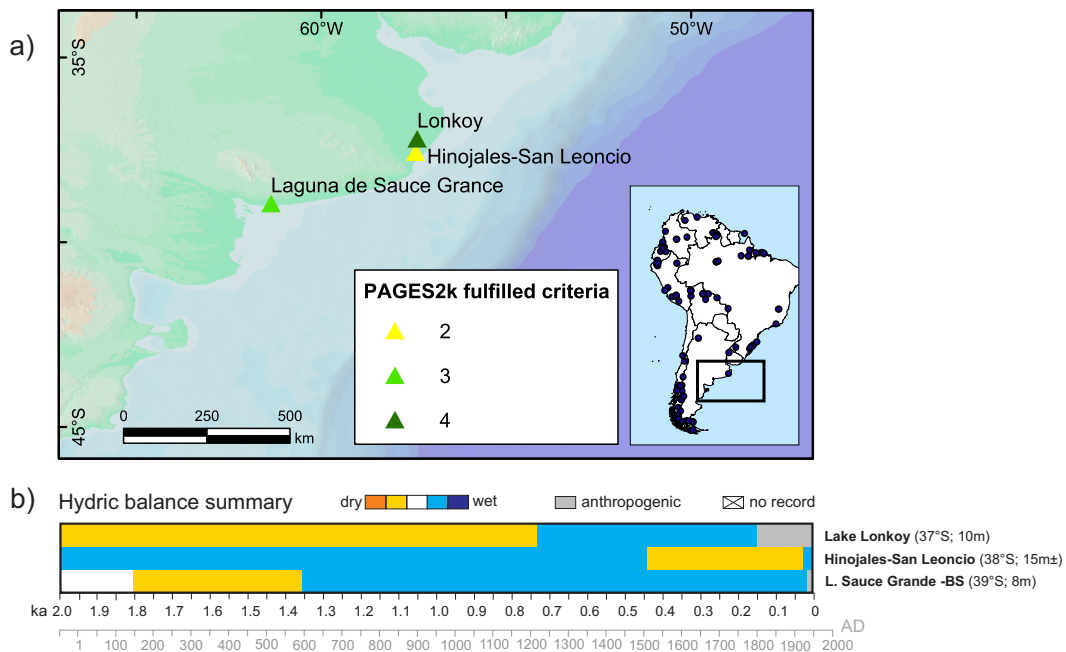 a)
60°W
50°W
35°S
Lonkoy
Hinojales-San Leoncio
Laguna de Sauce Grance
PAGES2k fulfilled criteria
2
3
4
0 250 500
km
45°S
b) Hydric balance summary dry wet anthropogenic no record
Lake Lonkoy (37°S; 10m)
Hinojales-San Leoncio (38°S; 15m±)
L. Sauce Grande -BS (39°S; 8m)
ka 2.0 1.9 1.8 1.7 1.6 1.5 1.4 1.3 1.2 1.1 1.0 0.9 0.8 0.7 0.6 0.5 0.4 0.3 0.2 0.1 0
AD
1 100 200 300 400 500 600 700 800 900 1000 1100 1200 1300 1400 1500 1600 1700 1800 1900 2000